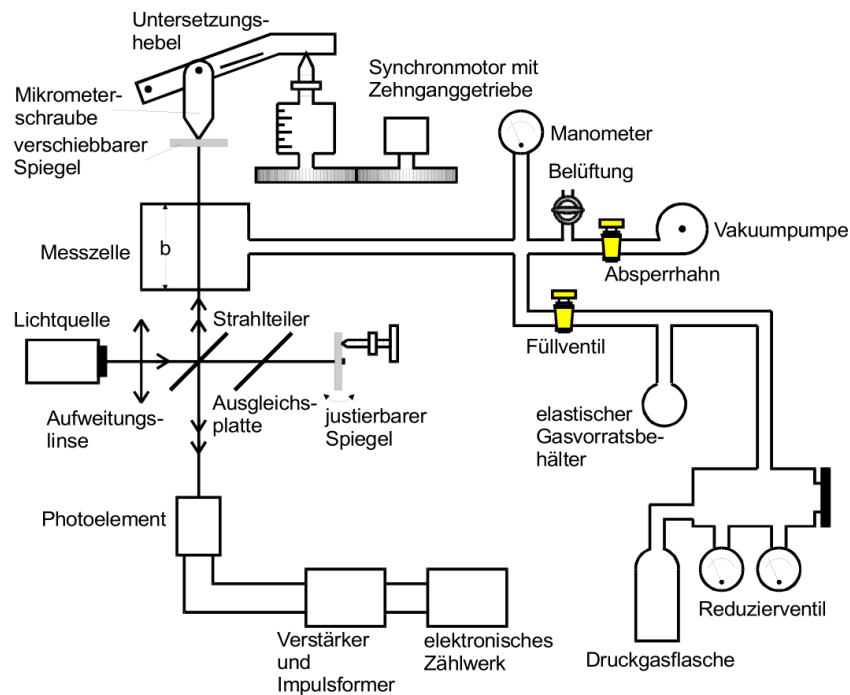 Untersetzungs-
hebel
Synchronmotor mit
Zehnganggetriebe
Mikrometer-
schraube
verschiebbarer
Spiegel
Manometer
Belüftung
Vakuumpumpe
Absperrhahn
Messzelle
b
Lichtquelle
Strahlteiler
Füllventil
Aufweitungs-
linse
Ausgleichs-
platte
justierbarer
Spiegel
elastischer
Gasvorratsbe-
hälter
Photoelement
Reduzierventil
Druckgasflasche
Verstärker
und
Impulsformer
elektronisches
Zählwerk